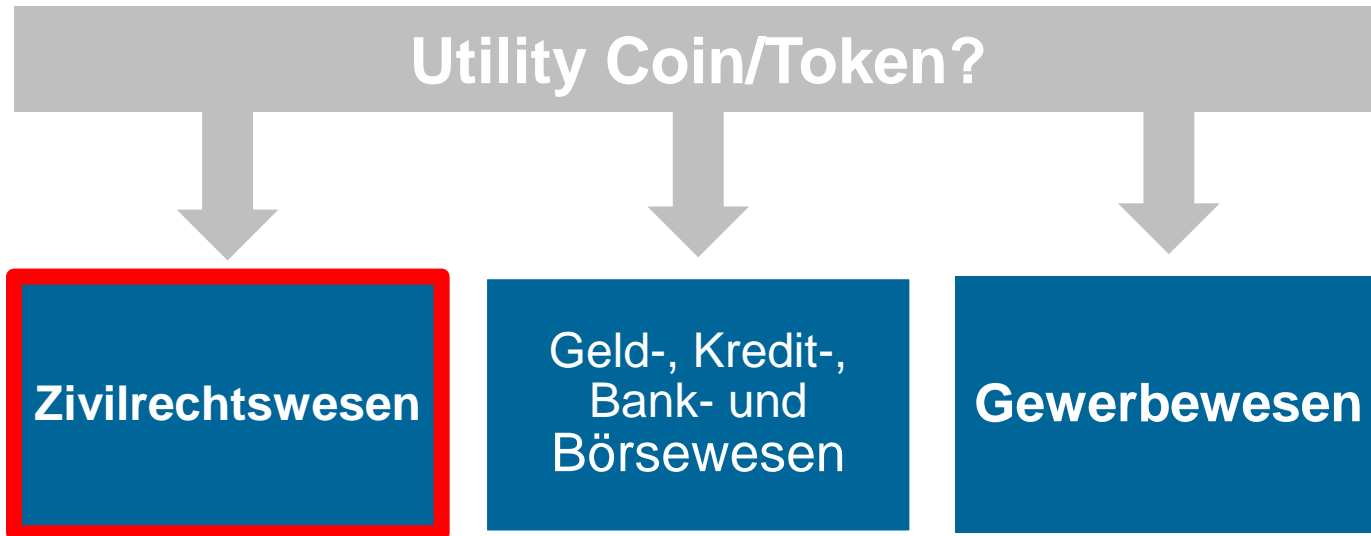 Utility Coin/Token?
Zivilrechtswesen
Geld-, Kredit-,
Bank- und
Börsewesen
Gewerbewesen